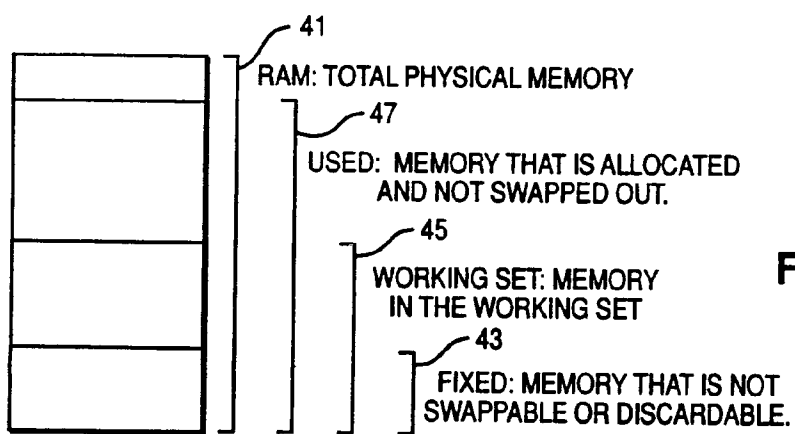 41
RAM: TOTAL PHYSICAL MEMORY
47
USED: MEMORY THAT IS ALLOCATED
AND NOT SWAPPED OUT.
45
WORKING SET: MEMORY
IN THE WORKING SET
F
43
FIXED: MEMORY THAT IS NOT
SWAPPABLE OR DISCARDABLE.